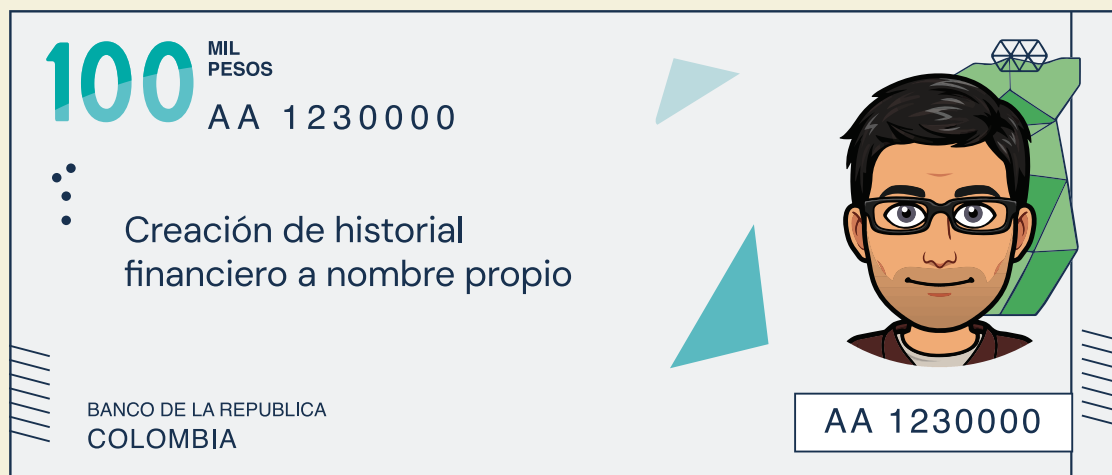 100 MIL
PESOS
AA 1230000
Creación de historial
financiero a nombre propio
BANCO DE LA REPUBLICA
COLOMBIA
AA 1230000